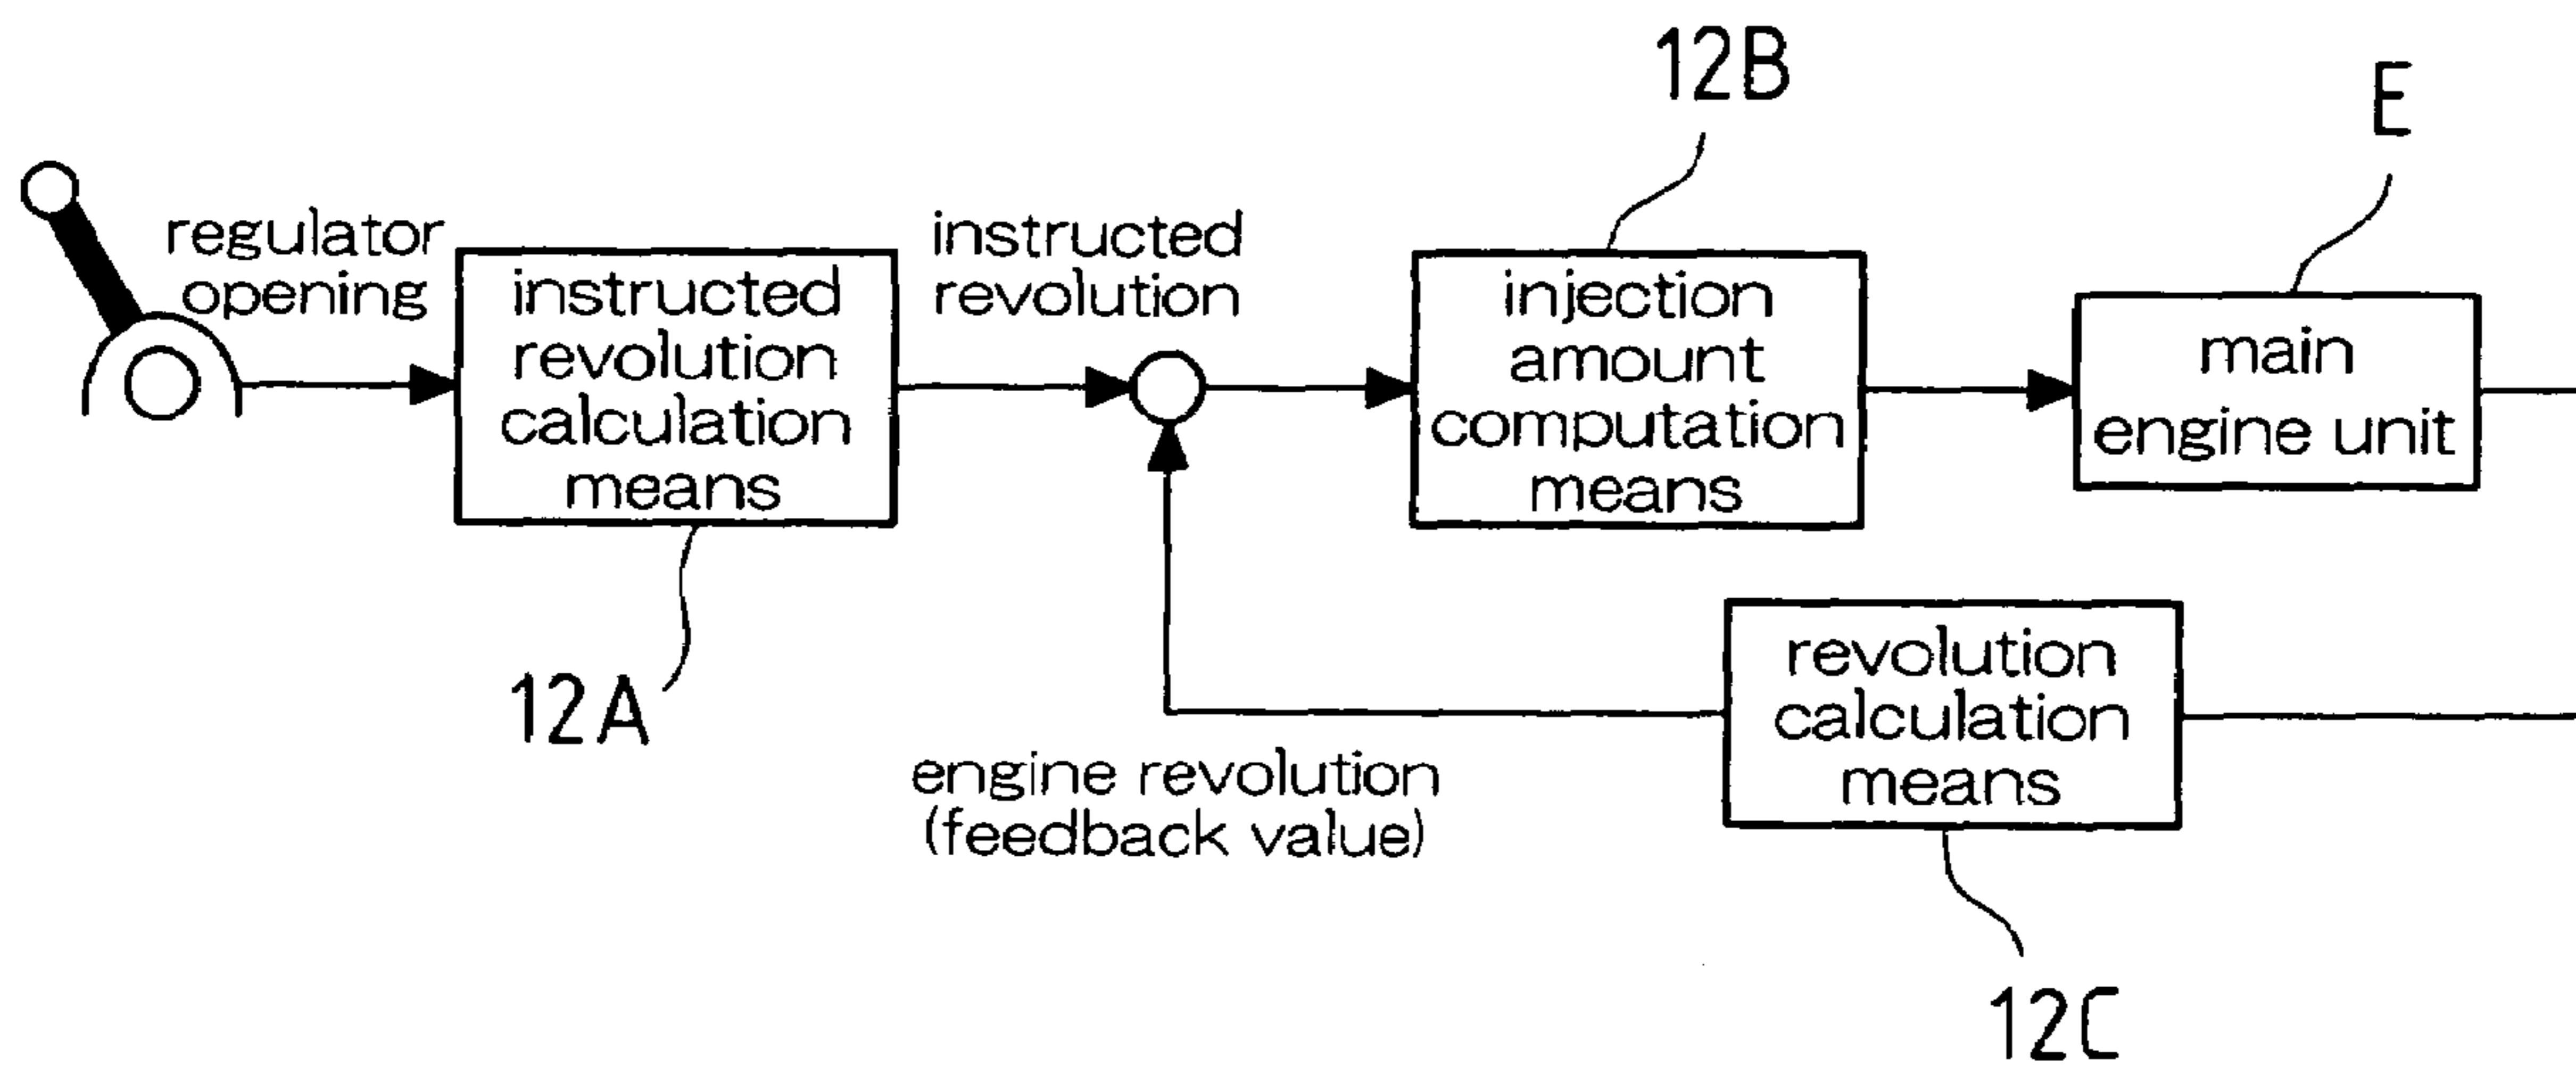 12B
E
regulator
opening
instructed
revolution
calculation
means
instructed
revolution
injection
amount
computation
means
main
engine unit
12A
engine revolution
(feedback value)
revolution
calculation
means
12C